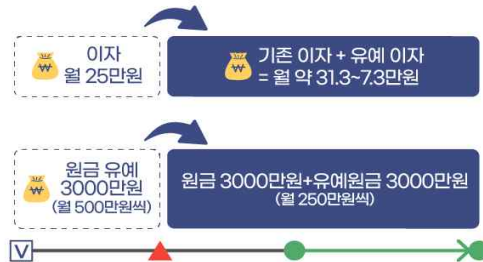 이자
월 25만원
기존 이자 + 유예 이자
= 월 약 31.3~7.3만원
원금 유예
3000만원
(월 500만원씩)
원금 3000만원+유예원금 3000만원
(월 250만원씩)
V